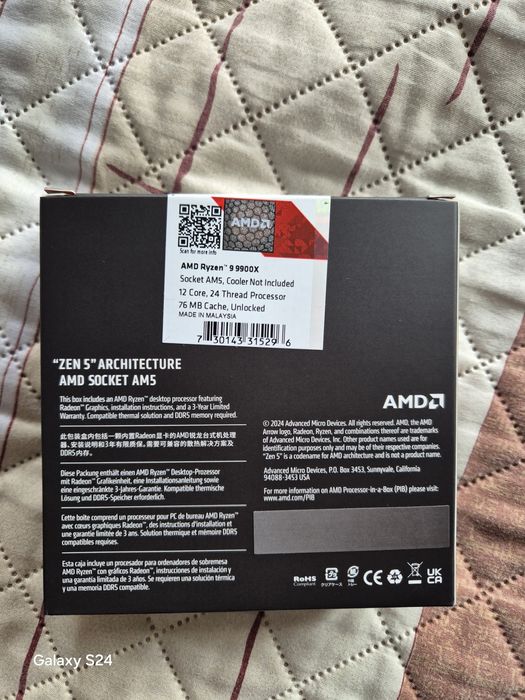 AMD
Scan for more info
AMD Ryzen™ 9 9900X
Socket AM5, Cooler Not Included
12 Core, 24 Thread Processor
76 MB Cache, Unlocked
MADE IN MALAYSIA
7 30143 31529 6
"ZEN 5" ARCHITECTURE
AMD SOCKET AM5
This box includes an AMD Ryzen™ desktop processor featuring
Radeon™ Graphics, installation instructions, and a 3-Year Limited
Warranty. Compatible thermal solution and DDR5 memory required.
此包装盒内包括一颗内置Radeon显卡的AMD锐龙台式机处理
器、安装说明和3年有限质保。需要可兼容的散热解决方案及
DDR5内存。
Diese Packung enthält einen AMD Ryzen™ Desktop-Prozessor
mit Radeon™ Grafikeinheit, eine Installationsanleitung sowie
eine eingeschränkte 3-Jahres-Garantie. Kompatible thermische
Lösung und DDR5-Speicher erforderlich.
Cette boîte comprend un processeur pour PC de bureau AMD Ryzen™
avec cœurs graphiques Radeon™, des instructions d'installation et
une garantie limitée de 3 ans. Solution thermique et mémoire DDR5
compatibles requises.
Esta caja incluye un procesador para ordenadores de sobremesa
AMD Ryzen™ con gráficos Radeon™, instrucciones de instalación y
una garantía limitada de 3 años. Se requieren una solución térmica
y una memoria DDR5 compatibles.
AMD
© 2024 Advanced Micro Devices, Inc. All rights reserved. AMD, the AMD
Arrow logo, Radeon, Ryzen, and combinations thereof are trademarks
of Advanced Micro Devices, Inc. Other product names used are for
identification purposes only and may be of their respective companies.
"Zen 5" is a codename for AMD architecture and is not a product name.
Advanced Micro Devices, P.O. Box 3453, Sunnyvale, California
94088-3453 USA
For more information on AMD Processor-in-a-Box (PIB) please visit:
www.amd.com/PIB
RoHS
Compliant
クリアケース
トレー
CE
UK
CA
Galaxy S24